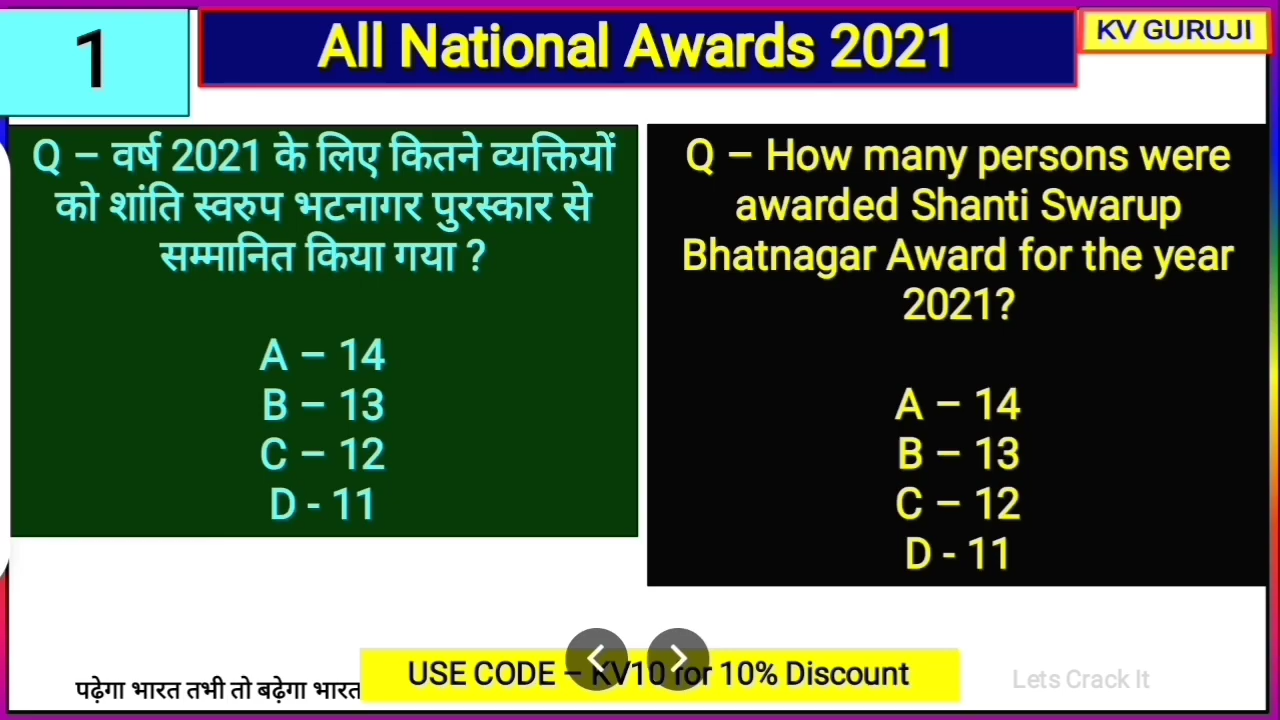 1
All National Awards 2021
KV GURUJI
Q – वर्ष 2021 के लिए कितने व्यक्तियों
को शांति स्वरुप भटनागर पुरस्कार से
सम्मानित किया गया ?
A – 14
B – 13
C – 12
D - 11
Q – How many persons were
awarded Shanti Swarup
Bhatnagar Award for the year
2021?
A – 14
B – 13
C – 12
D - 11
USE CODE – KV10 for 10% Discount
पढ़ेगा भारत तभी तो बढ़ेगा भारत
Lets Crack It